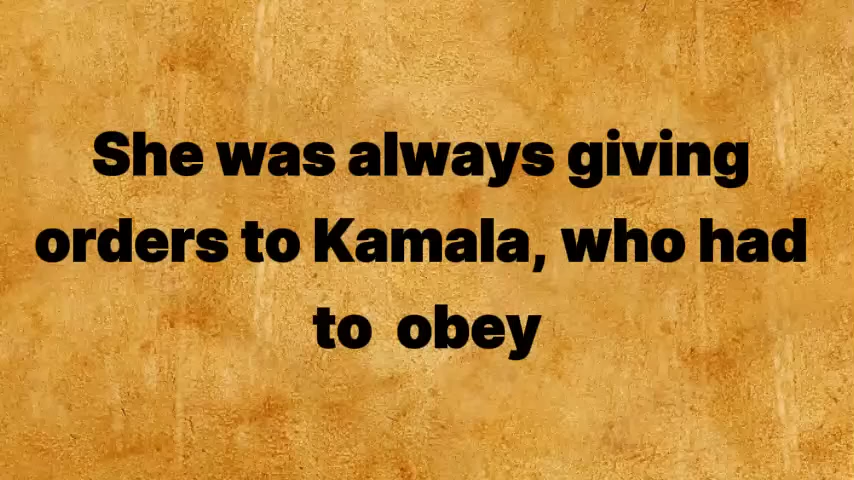 She was always giving
orders to Kamala, who had
to  obey